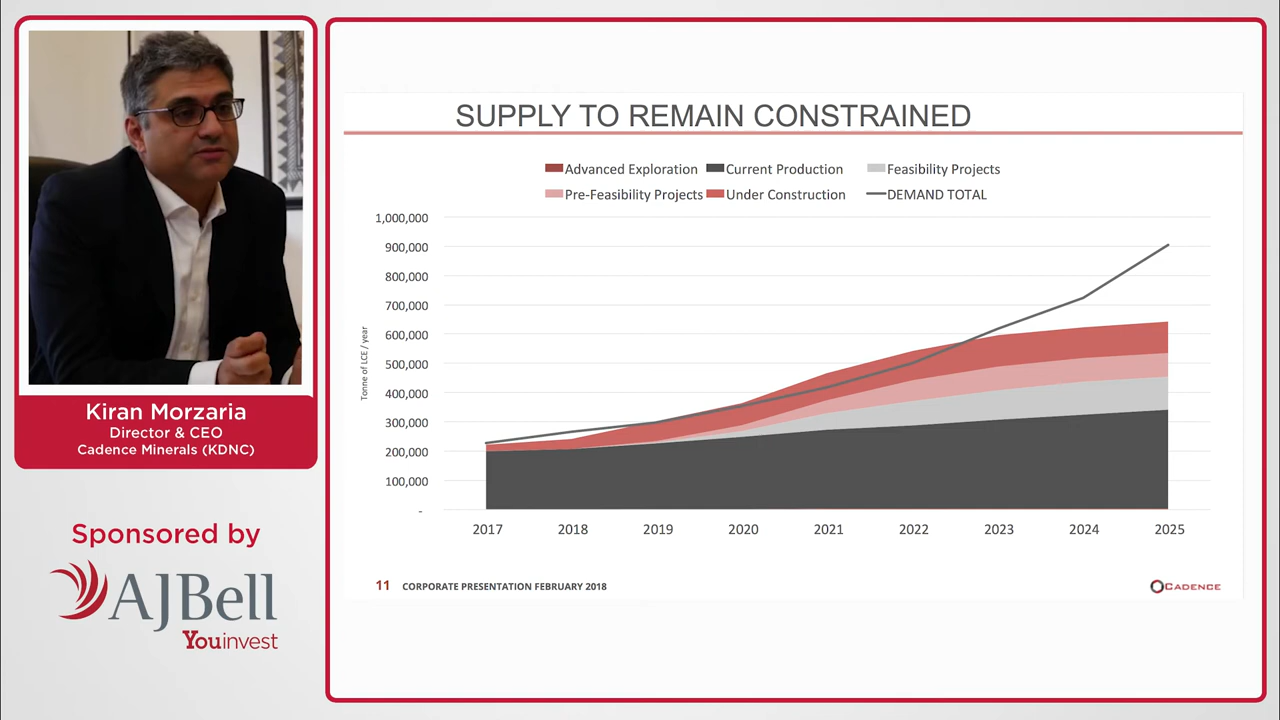 Kiran Morzaria
Director & CEO
Cadence Minerals (KDNC)
Sponsored by
AJBell
Youinvest
SUPPLY TO REMAIN CONSTRAINED
Advanced Exploration Current Production Feasibility Projects
Pre-Feasibility Projects Under Construction DEMAND TOTAL
Tonne of LCE / year
1,000,000
900,000
800,000
700,000
600,000
500,000
400,000
300,000
200,000
100,000
-
2017 2018 2019 2020 2021 2022 2023 2024 2025
11 CORPORATE PRESENTATION FEBRUARY 2018
CADENCE